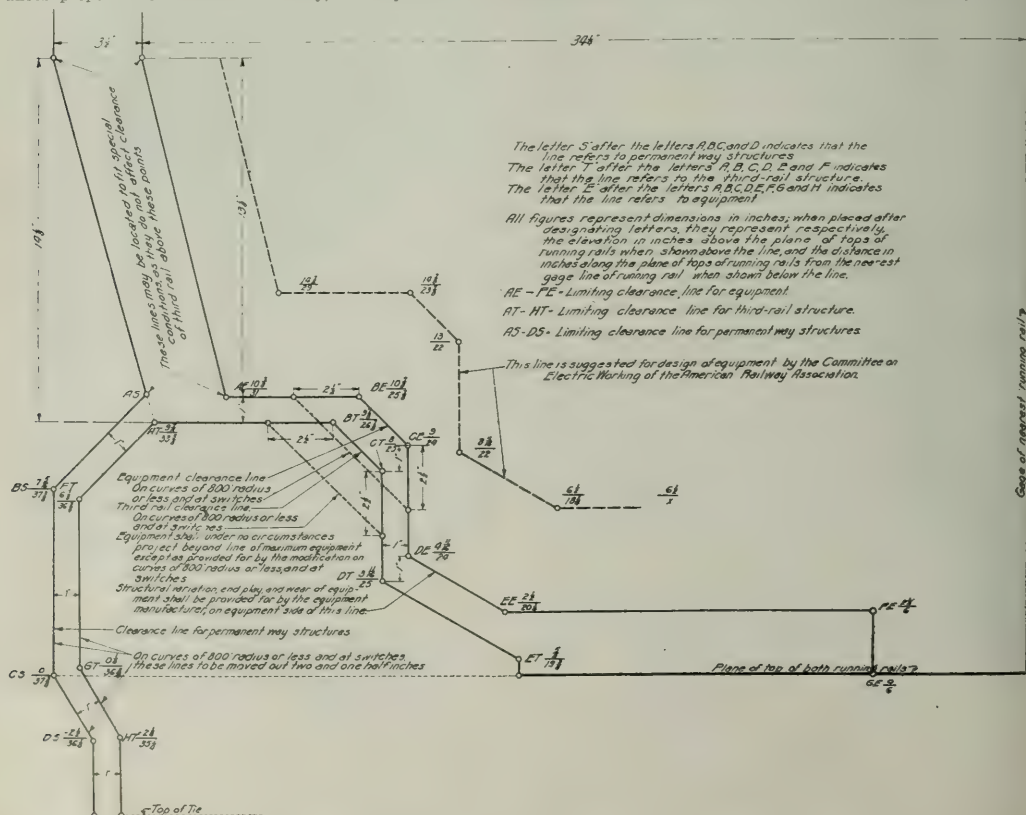 34⅛"
The letter S after the letters A,B,C,and D indicates that the
line refers to permanent way structures
The letter T after the letters A, B, C, D, E and F indicates
that the line refers to the third-rail structure.
The letter E after the letters A,B,C,D,E,F,G and H indicates
that the line refers to equipment
All figures represent dimensions in inches; when placed after
designating letters, they represent respectively,
the elevation in inches above the plane of tops of
running rails when shown above the line, and the distance in
inches along the plane of tops of running rails from the nearest
gage line of running rail when shown below the line.
AE - PE - Limiting clearance line for equipment
AT- HT- Limiting clearance line for third-rail structure.
AS-DS- Limiting clearance line for permanent way structures
This line is suggested for design of equipment by the Committee on
Electric Working of the American Railway Association.
These lines may be located to fit special
conditions, as they do not affect clearance
of third rail above these points
Gage of nearest running rail
13/22
AS
AE
BE
AT
BT
CT
CE 9/24
BS
FT
Equipment clearance line
On curves of 800 radius
or less and at switches
Third rail clearance line
On curves of 800 radius or less
and at switches
Equipment shall under no circumstances
project beyond line of maximum equipment
except as provided for by the modification on
curves of 800 radius or less, and at
switches
Structural variation, end play, and wear of equip-
ment shall be provided for by the equipment
manufacturer, on equipment side of this line.
DE
DT
EE
PE
Clearance line for permanent way structures
On curves of 800 radius or less and at switches,
these lines to be moved out two and one half inches
CS
GT
ET
Plane of top of both running rails
GE
DS
HT
Top of Tie